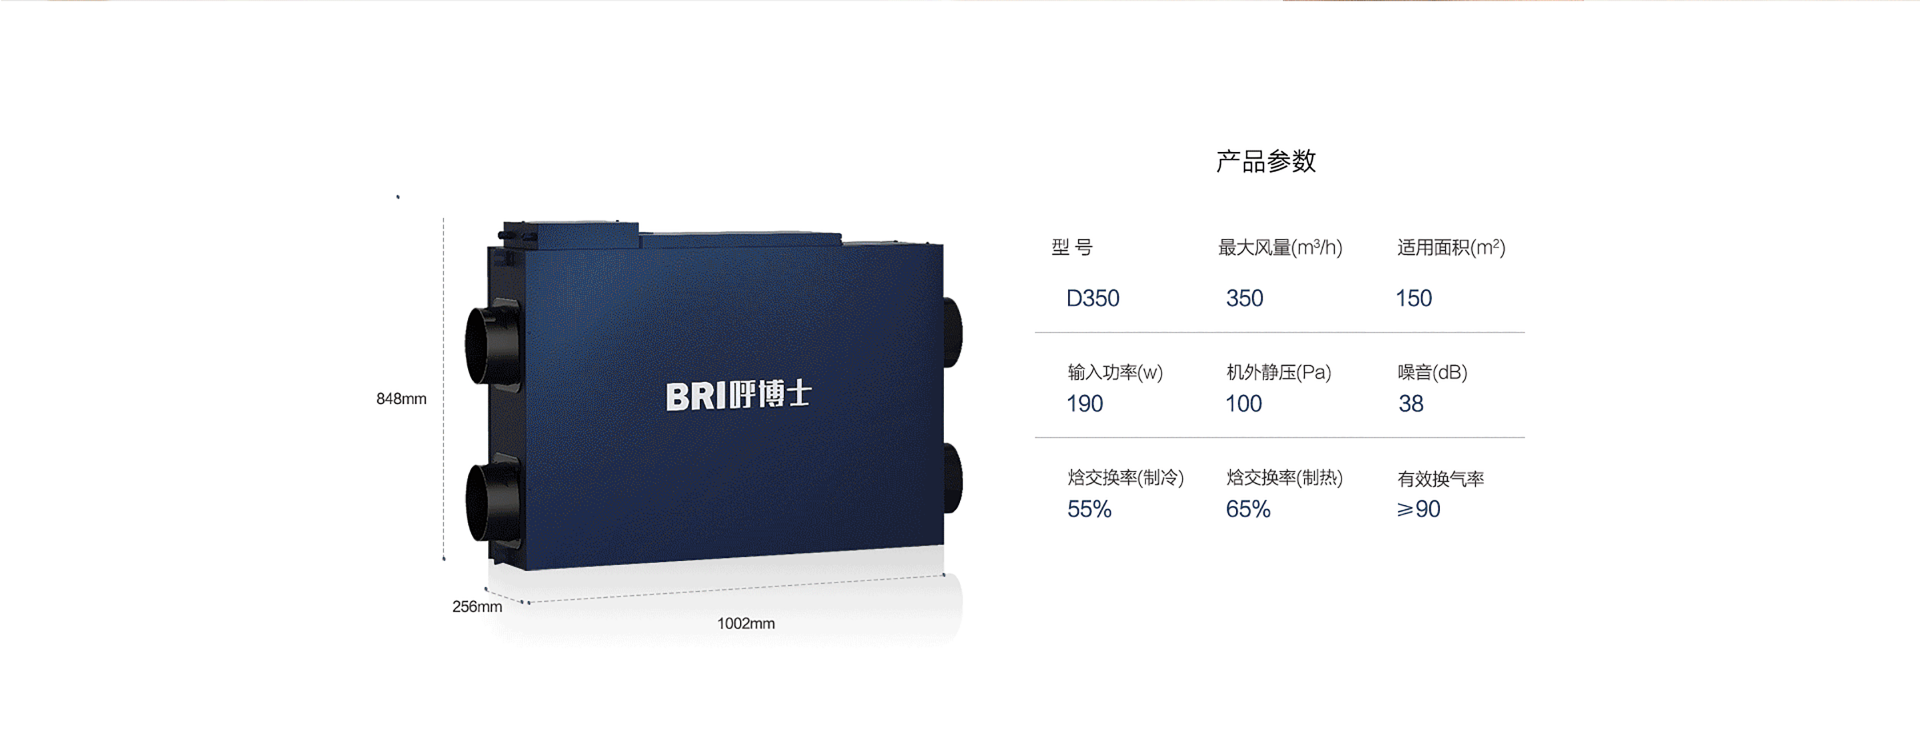 产品参数
型号 最大风量(m³/h) 适用面积(m²)
D350 350 150
输入功率(w) 机外静压(Pa) 噪音(dB)
190 100 38
焓交换率(制冷) 焓交换率(制热) 有效换气率
55% 65% ≥90
BRI呼博士
848mm
256mm
1002mm